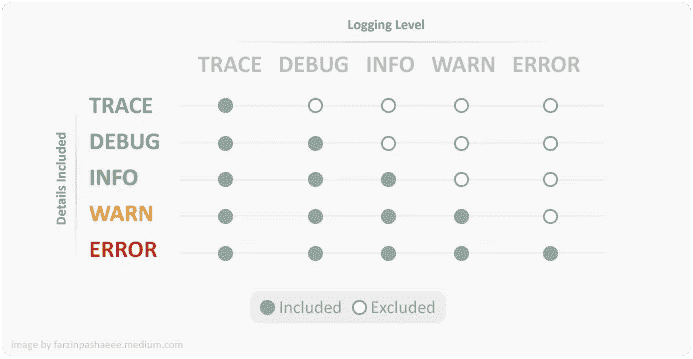 Logging Level
TRACE DEBUG INFO WARN ERROR
Details Included
TRACE
DEBUG
INFO
WARN
ERROR
Included Excluded
image by farzinpashaeee.medium.com